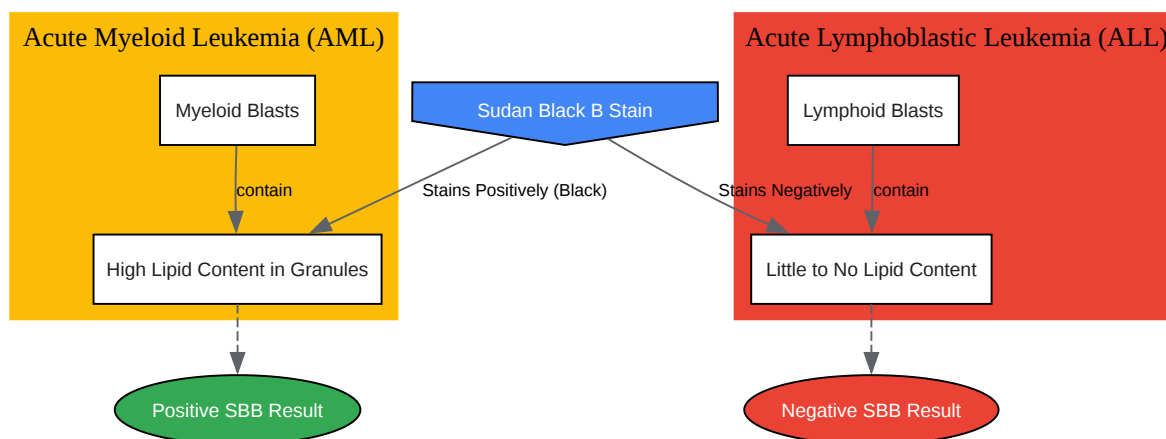 Acute Myeloid Leukemia (AML)
Acute Lymphoblastic Leukemia (ALL)
Myeloid Blasts
Sudan Black B Stain
Lymphoid Blasts
contain
Stains Positively (Black)
Stains Negatively
contain
High Lipid Content in Granules
Little to No Lipid Content
Positive SBB Result
Negative SBB Result